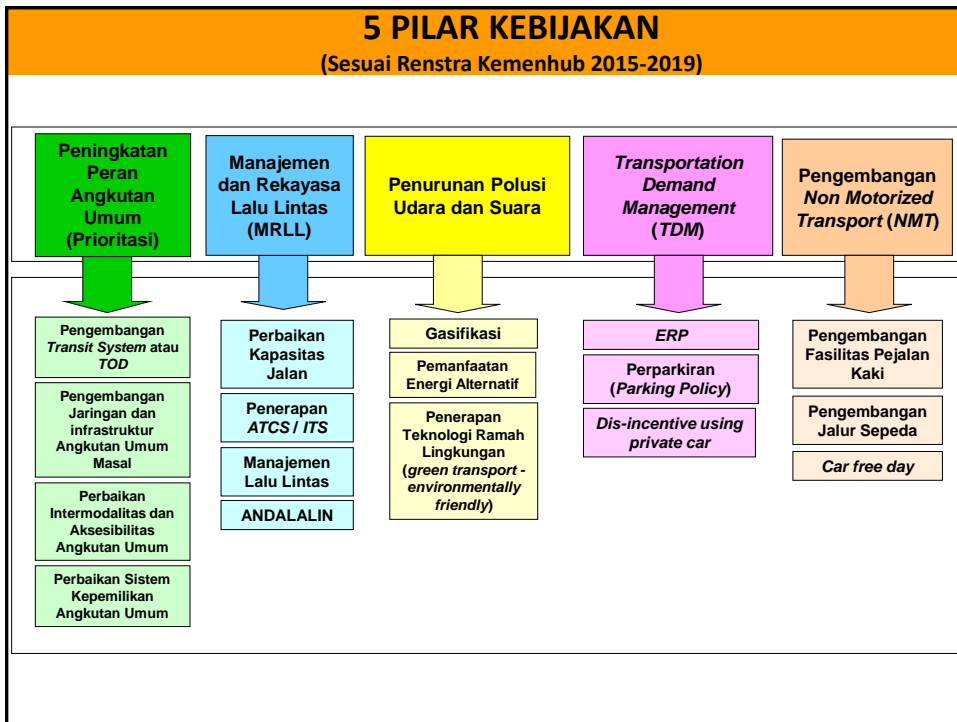 5 PILAR KEBIJAKAN
(Sesuai Renstra Kemenhub 2015-2019)
Peningkatan
Peran
Angkutan
Umum
(Prioritasi)
Manajemen
dan Rekayasa
Lalu Lintas
(MRLL)
Penurunan Polusi
Udara dan Suara
Transportation
Demand
Management
(TDM)
Pengembangan
Non Motorized
Transport (NMT)
Pengembangan
Transit System atau
TOD
Pengembangan
Jaringan dan
infrastruktur
Angkutan Umum
Masal
Perbaikan
Intermodalitas dan
Aksesibilitas
Angkutan Umum
Perbaikan Sistem
Kepemilikan
Angkutan Umum
Perbaikan
Kapasitas
Jalan
Penerapan
ATCS / ITS
Manajemen
Lalu Lintas
ANDALALIN
Gasifikasi
Pemanfaatan
Energi Alternatif
Penerapan
Teknologi Ramah
Lingkungan
(green transport -
environmentally
friendly)
ERP
Perparkiran
(Parking Policy)
Dis-incentive using
private car
Pengembangan
Fasilitas Pejalan
Kaki
Pengembangan
Jalur Sepeda
Car free day